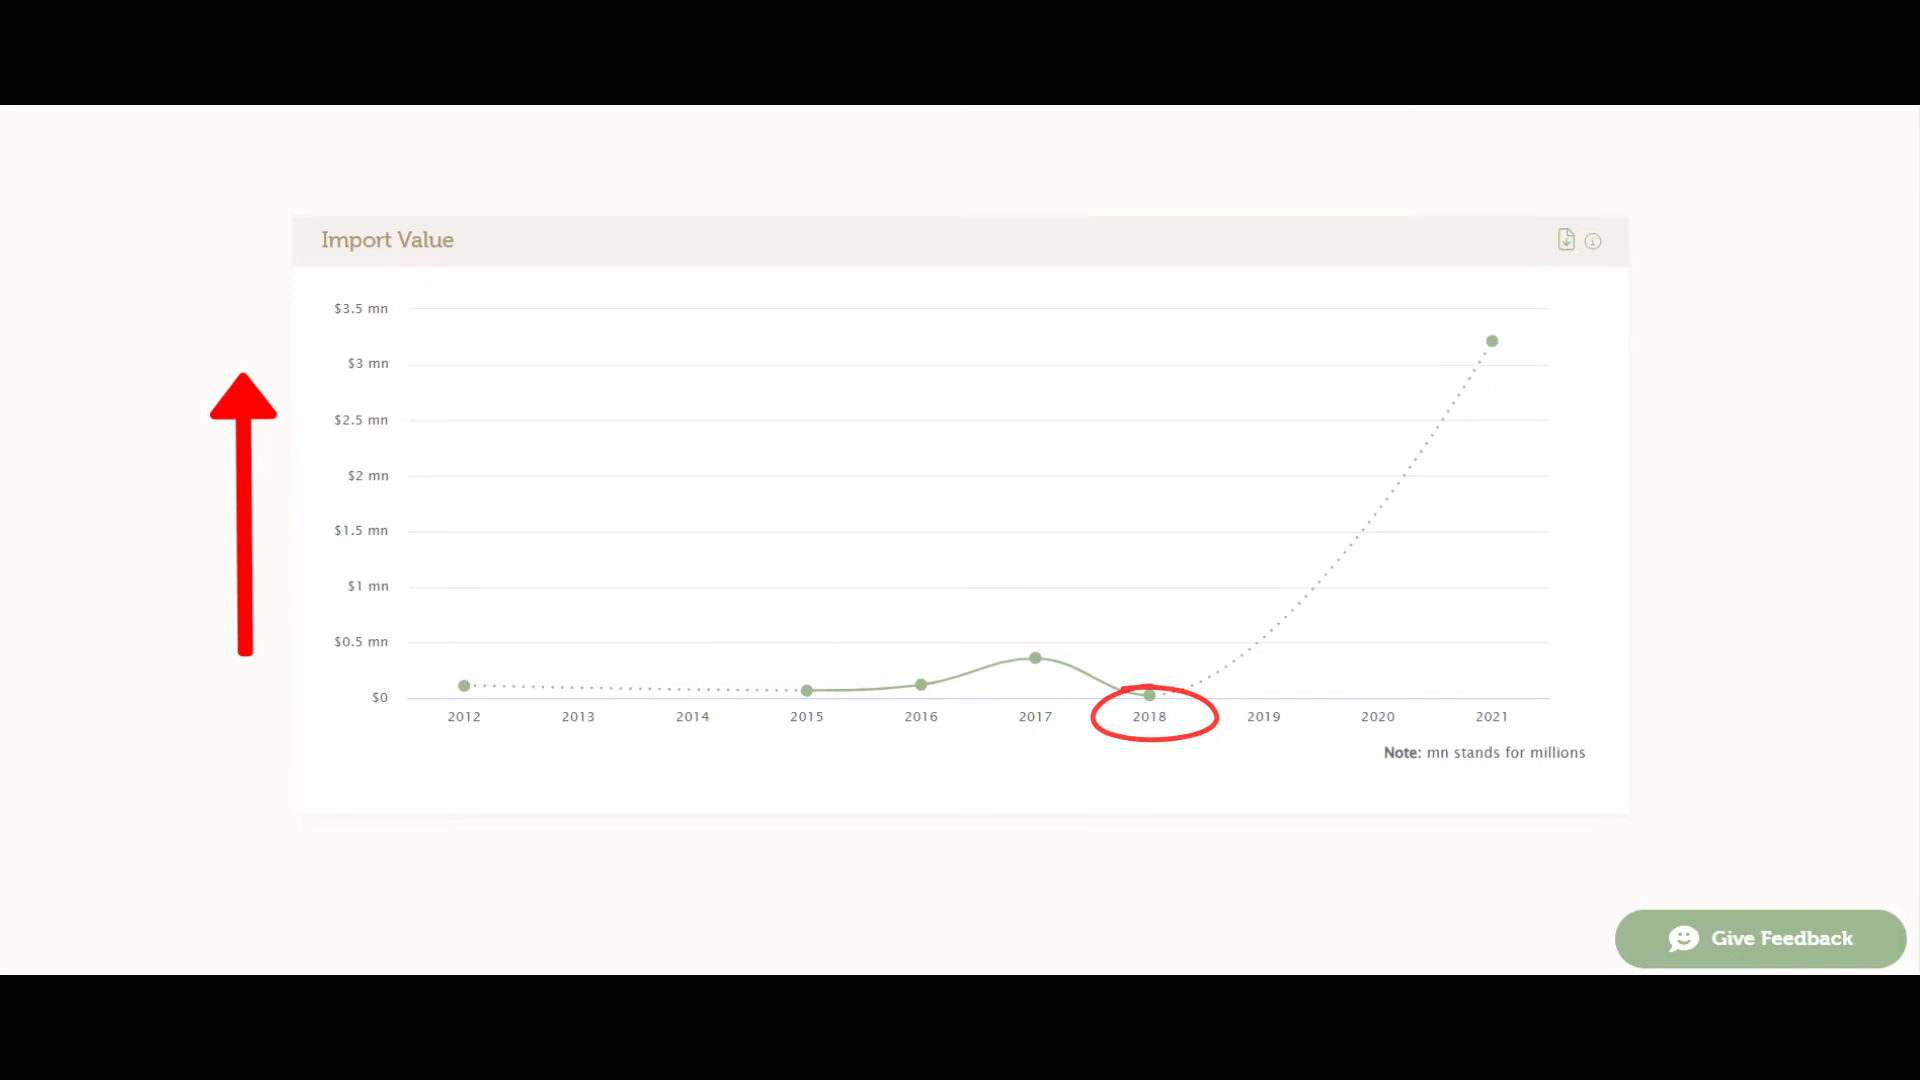 Import Value
$3.5 mn
$3 mn
$2.5 mn
$2 mn
$1.5 mn
$1 mn
$0.5 mn
$0
2012 2013 2014 2015 2016 2017 2018 2019 2020 2021
Note: mn stands for millions
Give Feedback